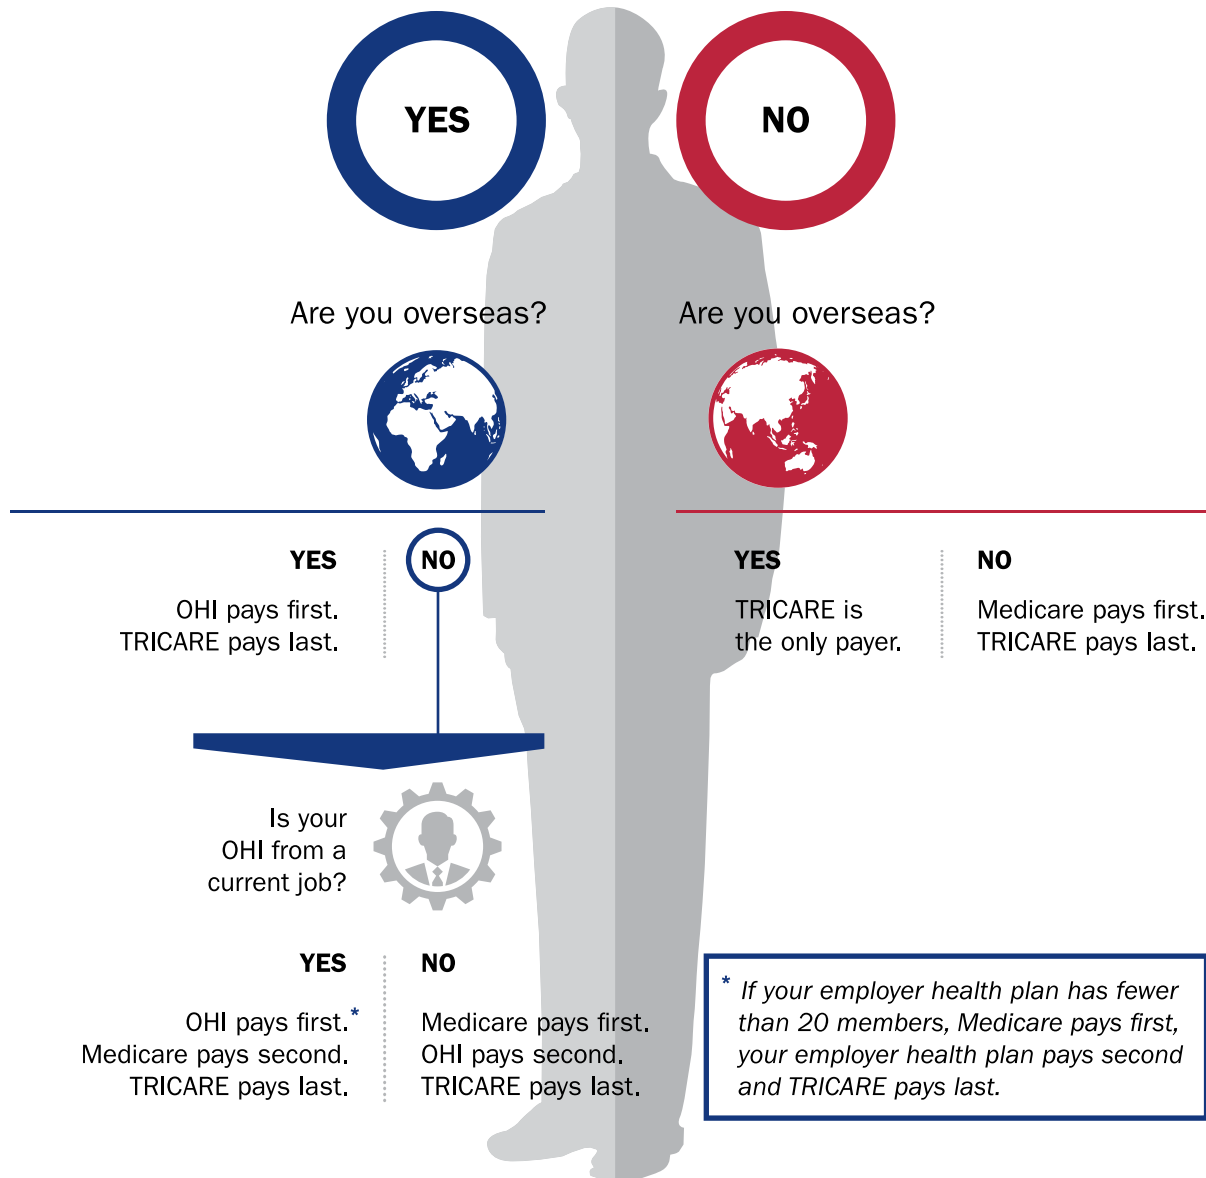 YES
NO
Are you overseas?
Are you overseas?
YES
OHI pays first.
TRICARE pays last.
NO
YES
TRICARE is
the only payer.
NO
Medicare pays first.
TRICARE pays last.
Is your
OHI from a
current job?
YES
OHI pays first.*
Medicare pays second.
TRICARE pays last.
NO
Medicare pays first.
OHI pays second.
TRICARE pays last.
* If your employer health plan has fewer
than 20 members, Medicare pays first,
your employer health plan pays second
and TRICARE pays last.